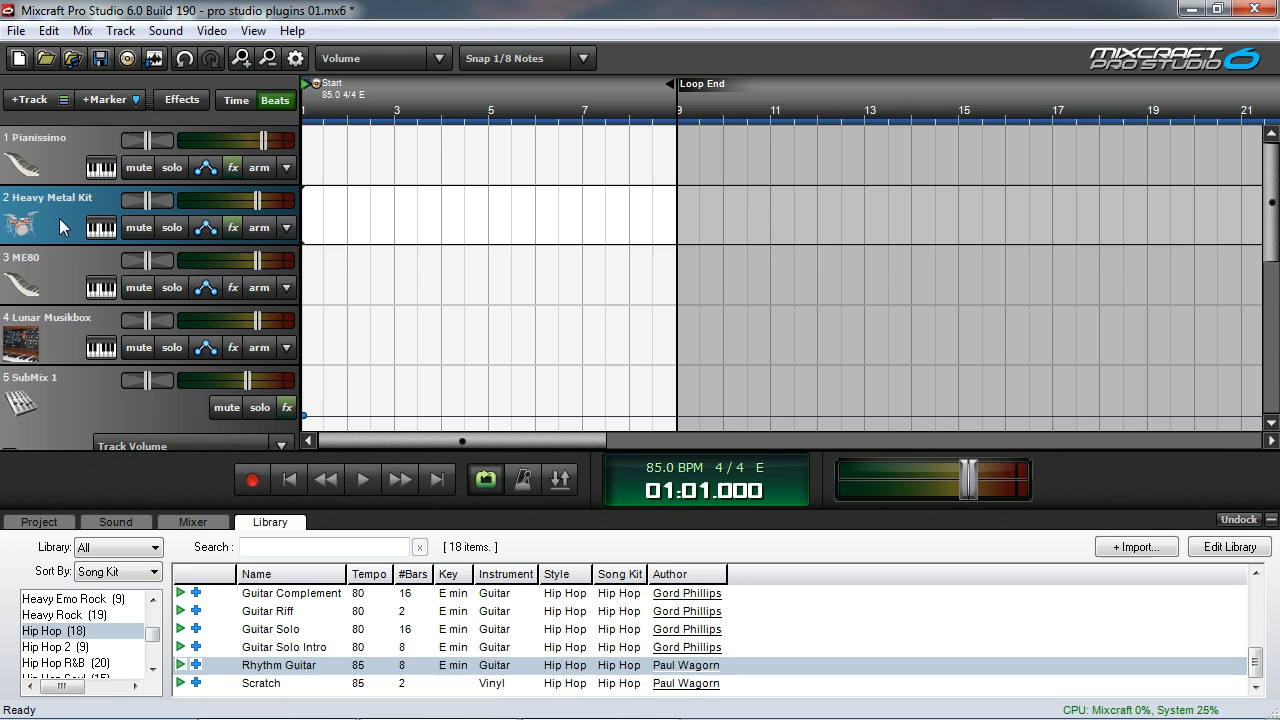 Mixcraft Pro Studio 6.0 Build 190 - pro studio plugins 01.mx6 *
File Edit Mix Track Sound Video View Help
Volume Snap 1/8 Notes MIXCRAFT PRO STUDIO 6
+Track +Marker Effects Time Beats
Start
85.0 4/4 E
Loop End
1 3 5 7 9 11 13 15 17 19 21
1 Pianissimo
mute solo fx arm
2 Heavy Metal Kit
mute solo fx arm
3 ME80
mute solo fx arm
4 Lunar Musikbox
mute solo fx arm
5 SubMix 1
mute solo fx
Track Volume
85.0 BPM 4 / 4 E
01:01.000
Project Sound Mixer Library Undock
Library: All Search : x [ 18 items. ] + Import... Edit Library
Sort By: Song Kit
Name Tempo #Bars Key Instrument Style Song Kit Author
Heavy Emo Rock (9)
Heavy Rock (19)
Hip Hop (18)
Hip Hop 2 (9)
Hip Hop R&B (20)
Guitar Complement 80 16 E min Guitar Hip Hop Hip Hop Gord Phillips
Guitar Riff 80 2 E min Guitar Hip Hop Hip Hop Gord Phillips
Guitar Solo 80 16 E min Guitar Hip Hop Hip Hop Gord Phillips
Guitar Solo Intro 80 8 E min Guitar Hip Hop Hip Hop Gord Phillips
Rhythm Guitar 85 8 E min Guitar Hip Hop Hip Hop Paul Wagorn
Scratch 85 2 Vinyl Hip Hop Hip Hop Paul Wagorn
Ready CPU: Mixcraft 0%, System 25%